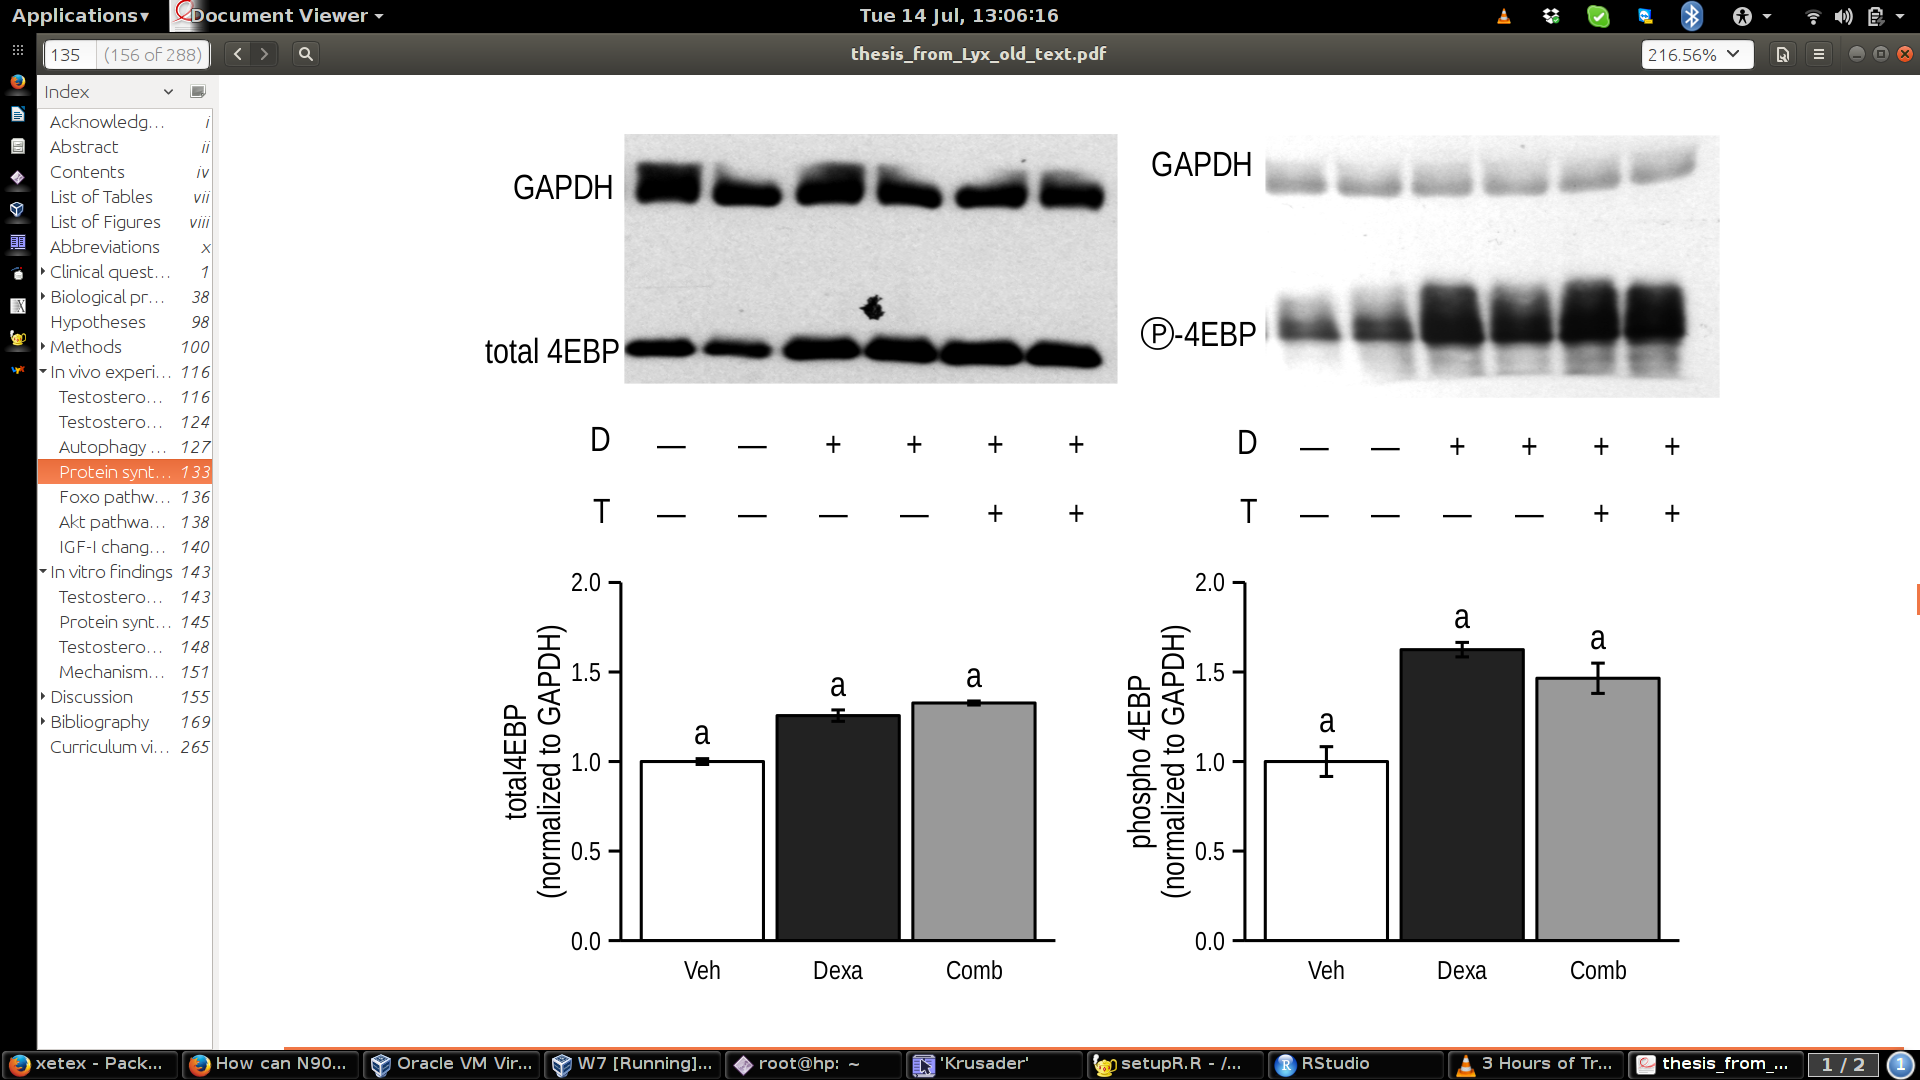 Applications▾ Document Viewer ▾ Tue 14 Jul, 13:06:16
135 (156 of 288) thesis_from_Lyx_old_text.pdf 216.56%
Index
Acknowledg… i
Abstract ii
Contents iv
List of Tables vii
List of Figures viii
Abbreviations x
Clinical quest… 1
Biological pr… 38
Hypotheses 98
Methods 100
In vivo experi… 116
Testostero… 116
Testostero… 124
Autophagy … 127
Protein synt… 133
Foxo pathw… 136
Akt pathwa… 138
IGF-I chang… 140
In vitro findings 143
Testostero… 143
Protein synt… 145
Testostero… 148
Mechanism… 151
Discussion 155
Bibliography 169
Curriculum vi… 265
GAPDH
total 4EBP
D — — + + + +
T — — — — + +
GAPDH
Ⓟ-4EBP
D — — + + + +
T — — — — + +
total4EBP
(normalized to GAPDH)
2.0
1.5
1.0
0.5
0.0
a a a
Veh Dexa Comb
phospho 4EBP
(normalized to GAPDH)
2.0
1.5
1.0
0.5
0.0
a a a
Veh Dexa Comb
xetex - Pack… How can N90… Oracle VM Vir… W7 [Running]… root@hp: ~ 'Krusader' setupR.R - /… RStudio 3 Hours of Tr… thesis_from_… 1 / 2 1